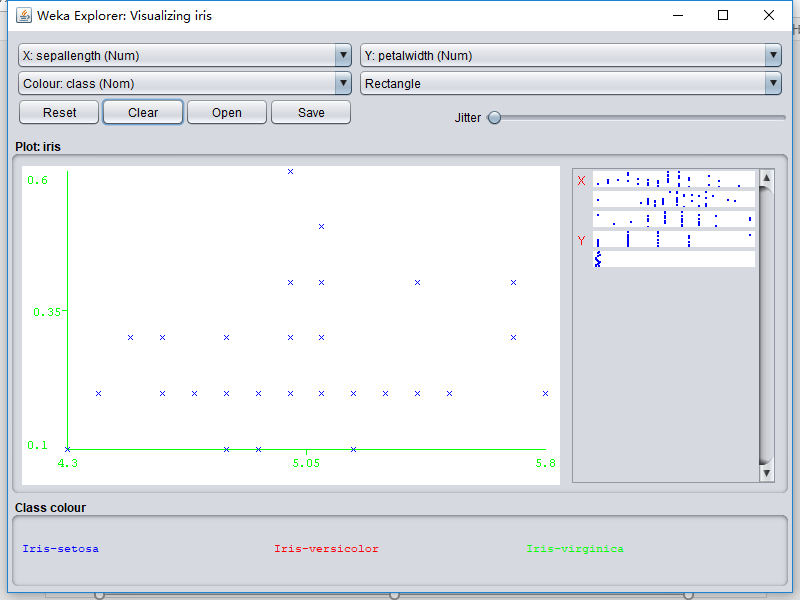 Weka Explorer: Visualizing iris
X: sepallength (Num) Y: petalwidth (Num)
Colour: class (Nom) Rectangle
Reset Clear Open Save Jitter
Plot: iris
0.6
0.35
0.1
4.3 5.05 5.8
X
Y
Class colour
Iris-setosa Iris-versicolor Iris-virginica